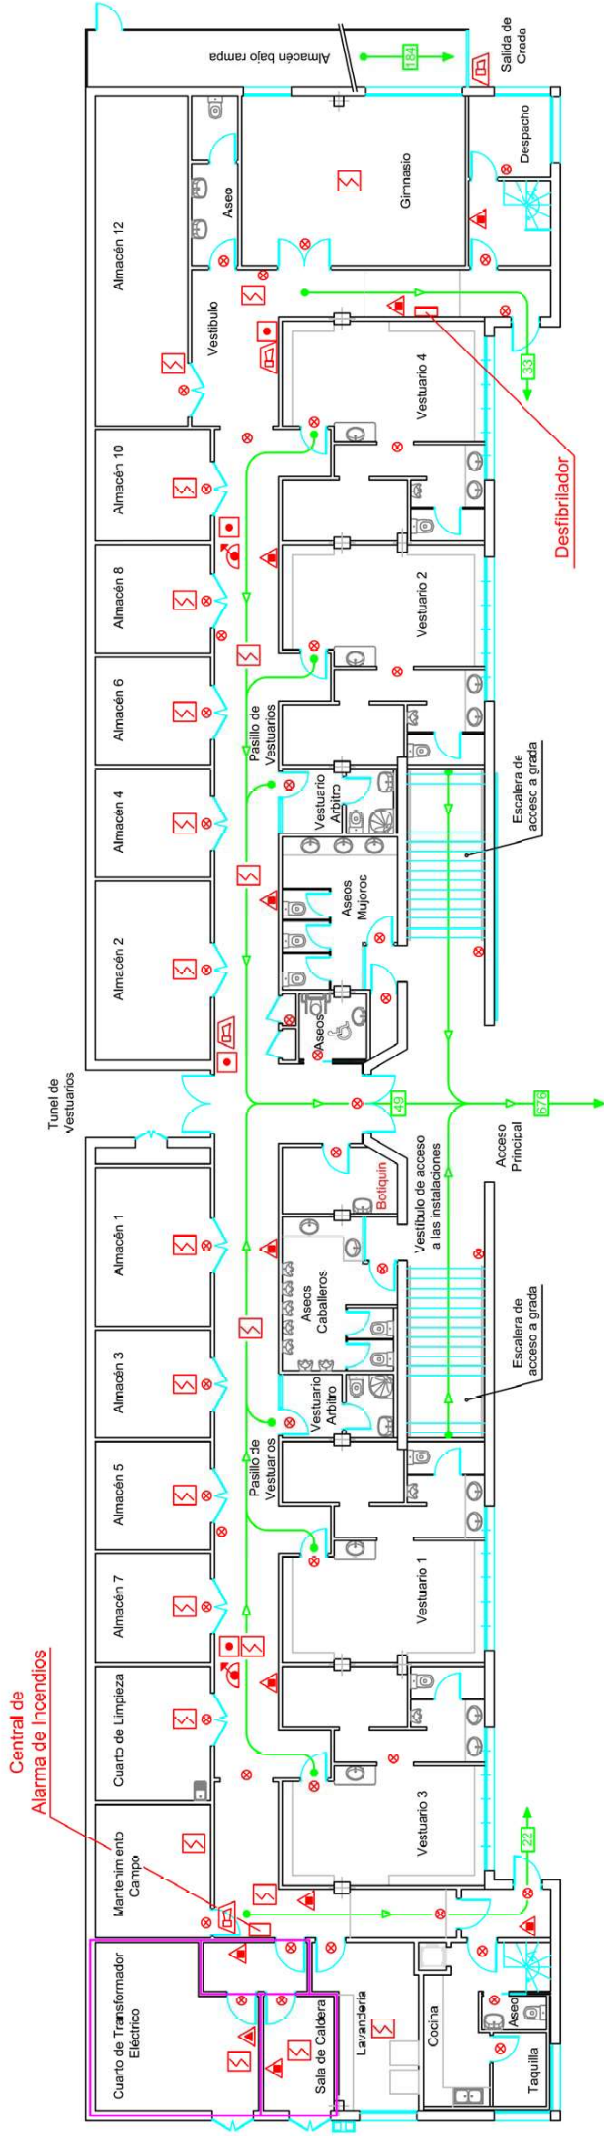 Almacén bajo rampa
184
Salida de
Grada
Almacén 12
Aseo
Gimnasio
Despacho
Vestíbulo
33
Vestuario 4
Desfibrilador
Almacén 10
Almacén 8
Vestuario 2
Almacén 6
Pasillo de
Vestuarios
Almacén 4
Vestuario
Arbitro
Escalera de
acceso a grada
Almacén 2
Aseos
Mujeres
Aseos
Tunel de
Vestuarios
49
676
Acceso
Principal
Botiquin
Vestíbulo de acceso
a las instalaciones
Almacén 1
Aseos
Caballeros
Almacén 3
Vestuario
Arbitro
Escalera de
acceso a grada
Almacén 5
Pasillo de
Vestuarios
Almacén 7
Vestuario 1
Central de
Alarma de Incendios
Cuarto de Limpieza
Vestuario 3
Mantenimiento
Campo
22
Cuarto de Transformador
Eléctrico
Sala de Caldera
Lavandería
Cocina
Aseo
Taquilla